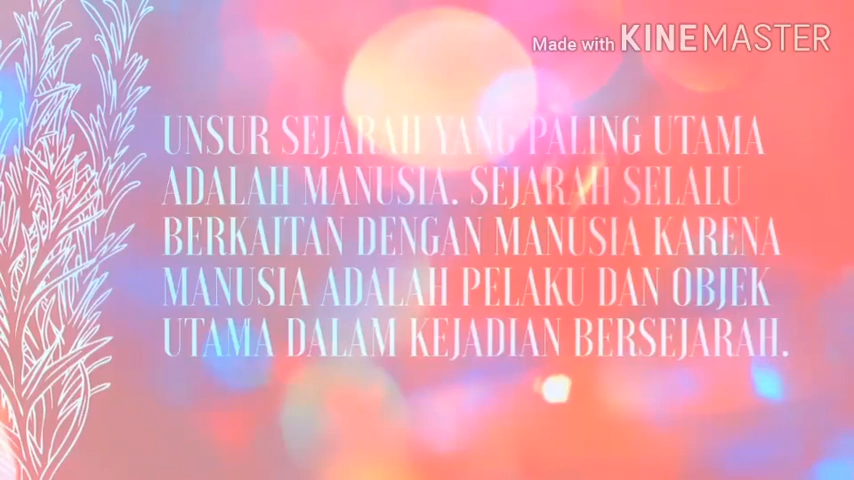 Made with KINEMASTER
UNSUR SEJARAH YANG PALING UTAMA
ADALAH MANUSIA. SEJARAH SELALU
BERKAITAN DENGAN MANUSIA KARENA
MANUSIA ADALAH PELAKU DAN OBJEK
UTAMA DALAM KEJADIAN BERSEJARAH.